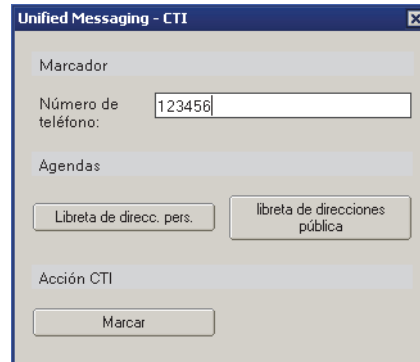 Unified Messaging - CTI
Marcador
Número de
teléfono:
123456
Agendas
Libreta de direcc. pers.
libreta de direcciones
pública
Acción CTI
Marcar